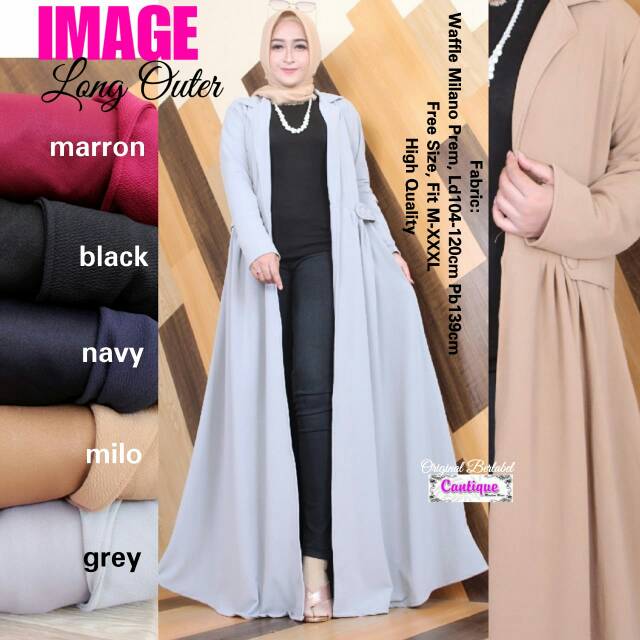 IMAGE
Long Outer
marron
black
navy
milo
grey
Fabric:
Waffle Milano Prem, Ld104-120cm Pb139cm
Free Size, Fit M-XXXL
High Quality
Original Berlabel
Cantique